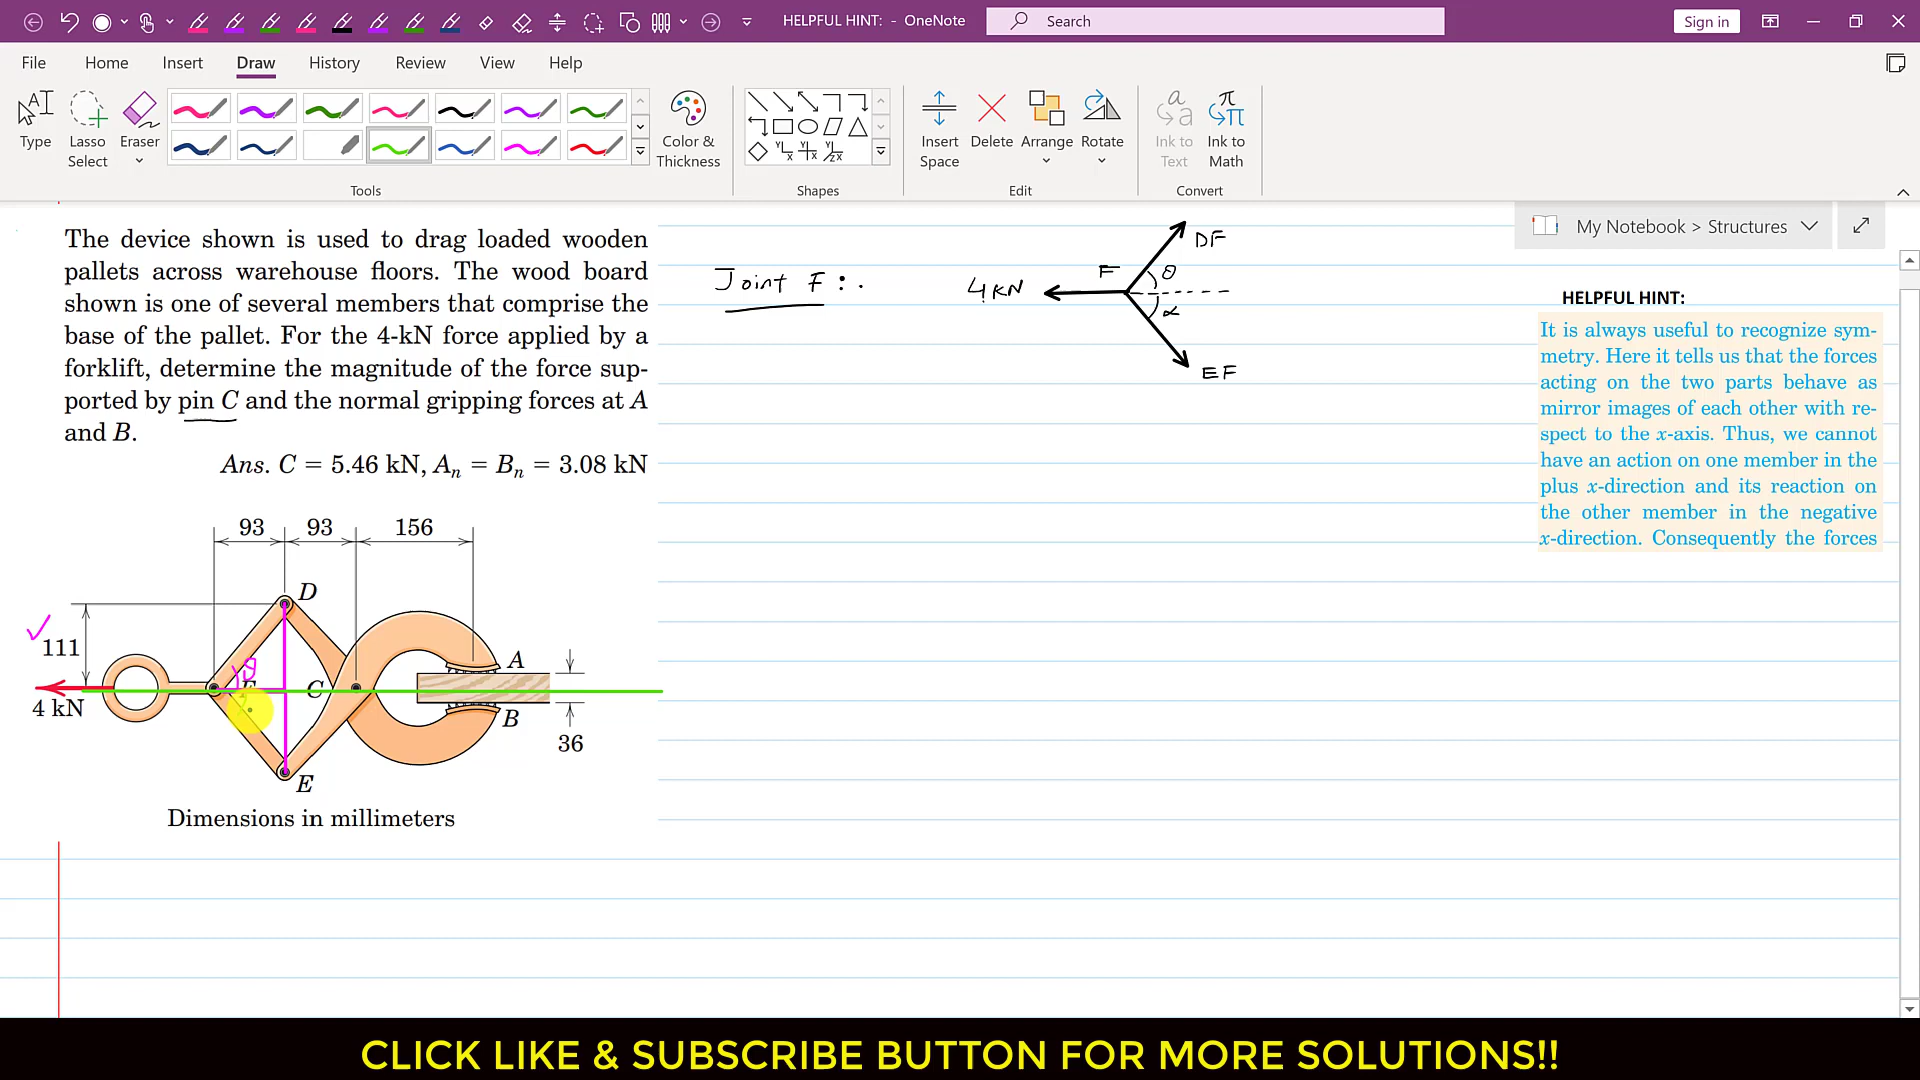 HELPFUL HINT: - OneNote
Search
Sign in
File Home Insert Draw History Review View Help
Type
Lasso Select
Eraser
Color & Thickness
Insert Space
Delete
Arrange
Rotate
Ink to Text
Ink to Math
Tools
Shapes
Edit
Convert
My Notebook > Structures
The device shown is used to drag loaded wooden
pallets across warehouse floors. The wood board
shown is one of several members that comprise the
base of the pallet. For the 4-kN force applied by a
forklift, determine the magnitude of the force sup-
ported by pin C and the normal gripping forces at A
and B.
Ans. C = 5.46 kN, Aₙ = Bₙ = 3.08 kN
93 93 156
D
111
A
F
C
4 kN
B
36
E
Dimensions in millimeters
Joint F :.
4KN
F
DF
θ
α
EF
HELPFUL HINT:
It is always useful to recognize sym-
metry. Here it tells us that the forces
acting on the two parts behave as
mirror images of each other with re-
spect to the x-axis. Thus, we cannot
have an action on one member in the
plus x-direction and its reaction on
the other member in the negative
x-direction. Consequently the forces
CLICK LIKE & SUBSCRIBE BUTTON FOR MORE SOLUTIONS!!